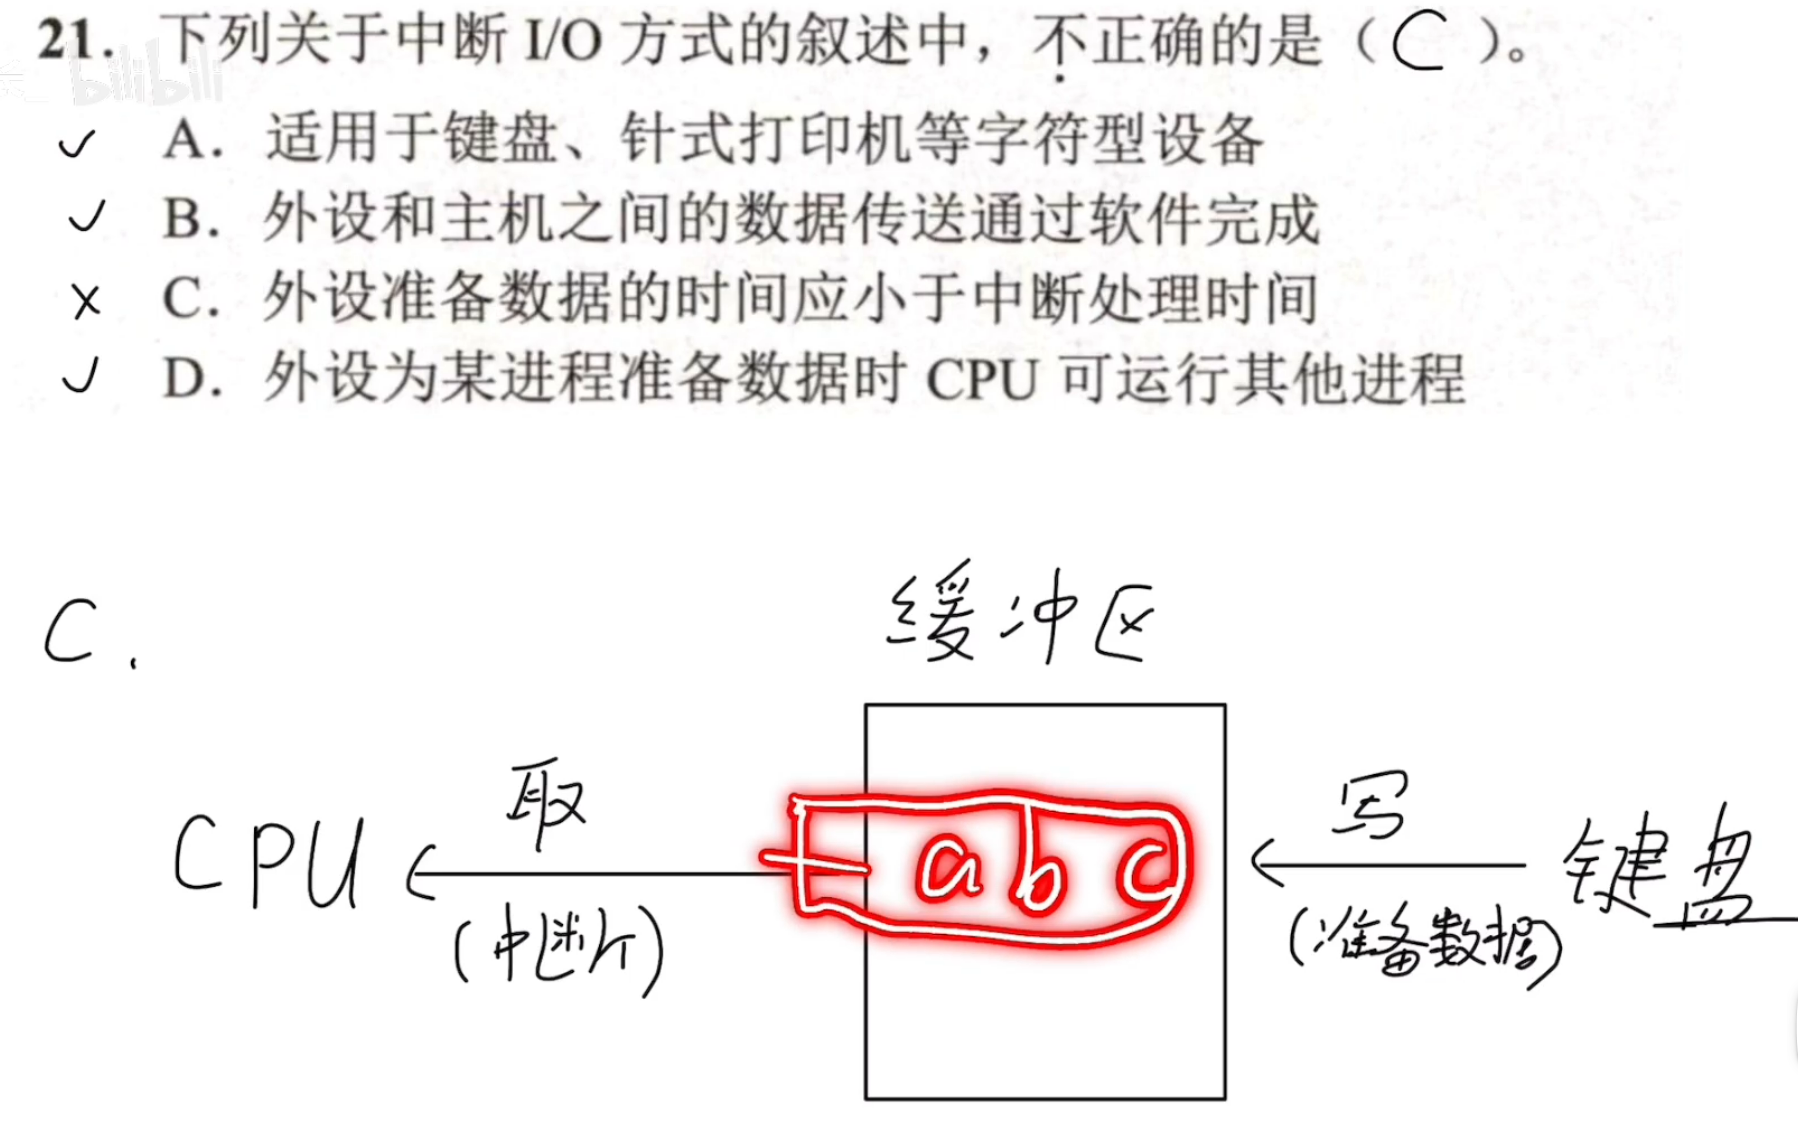 21. 下列关于中断 I/O 方式的叙述中，不正确的是（C）。
bilibili
✓ A. 适用于键盘、针式打印机等字符型设备
✓ B. 外设和主机之间的数据传送通过软件完成
x C. 外设准备数据的时间应小于中断处理时间
✓ D. 外设为某进程准备数据时 CPU 可运行其他进程
C.
缓冲区
取
写
CPU ← a b c ← 键盘
(中断)
(准备数据)